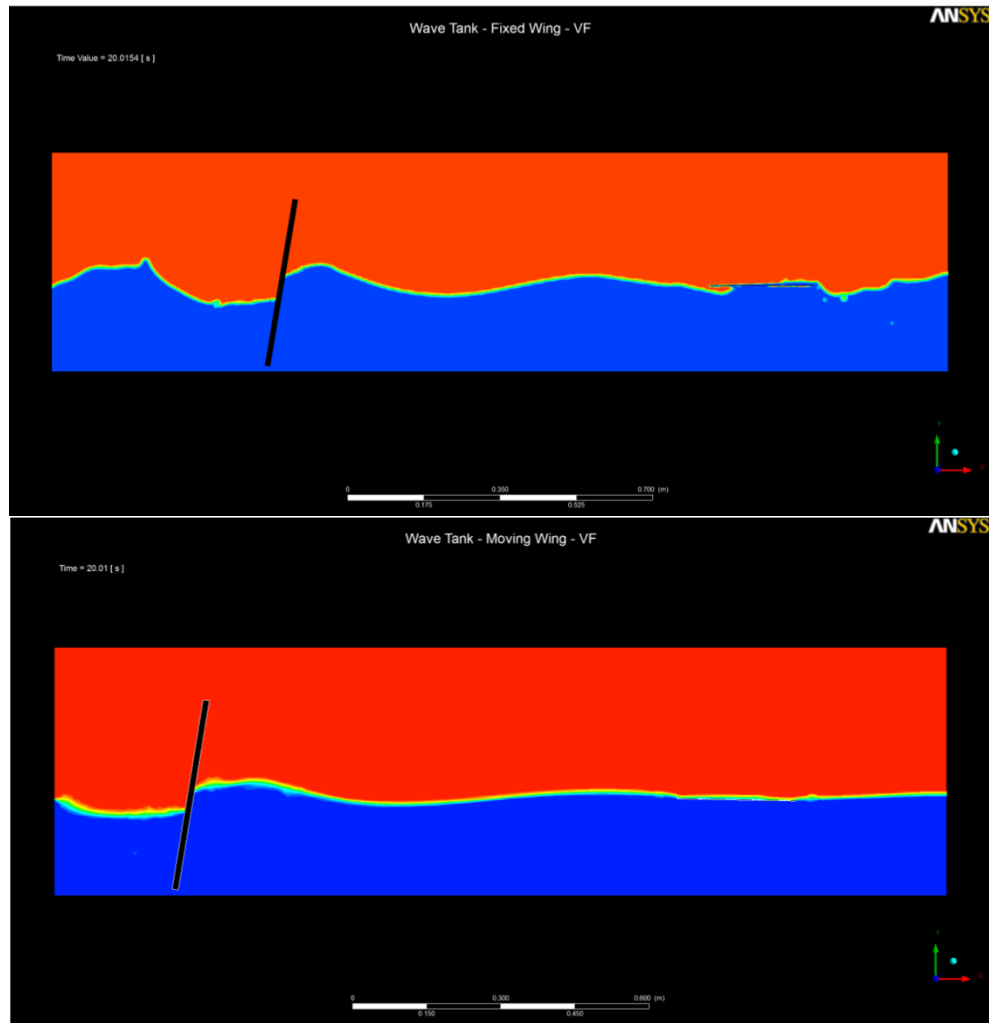 ANSYS
Wave Tank - Fixed Wing - VF
Time Value = 20.0154 [ s ]
Y
X
0 0.350 0.700 (m)
0.175 0.525
ANSYS
Wave Tank - Moving Wing - VF
Time = 20.01 [ s ]
Y
X
0 0.300 0.600 (m)
0.150 0.450